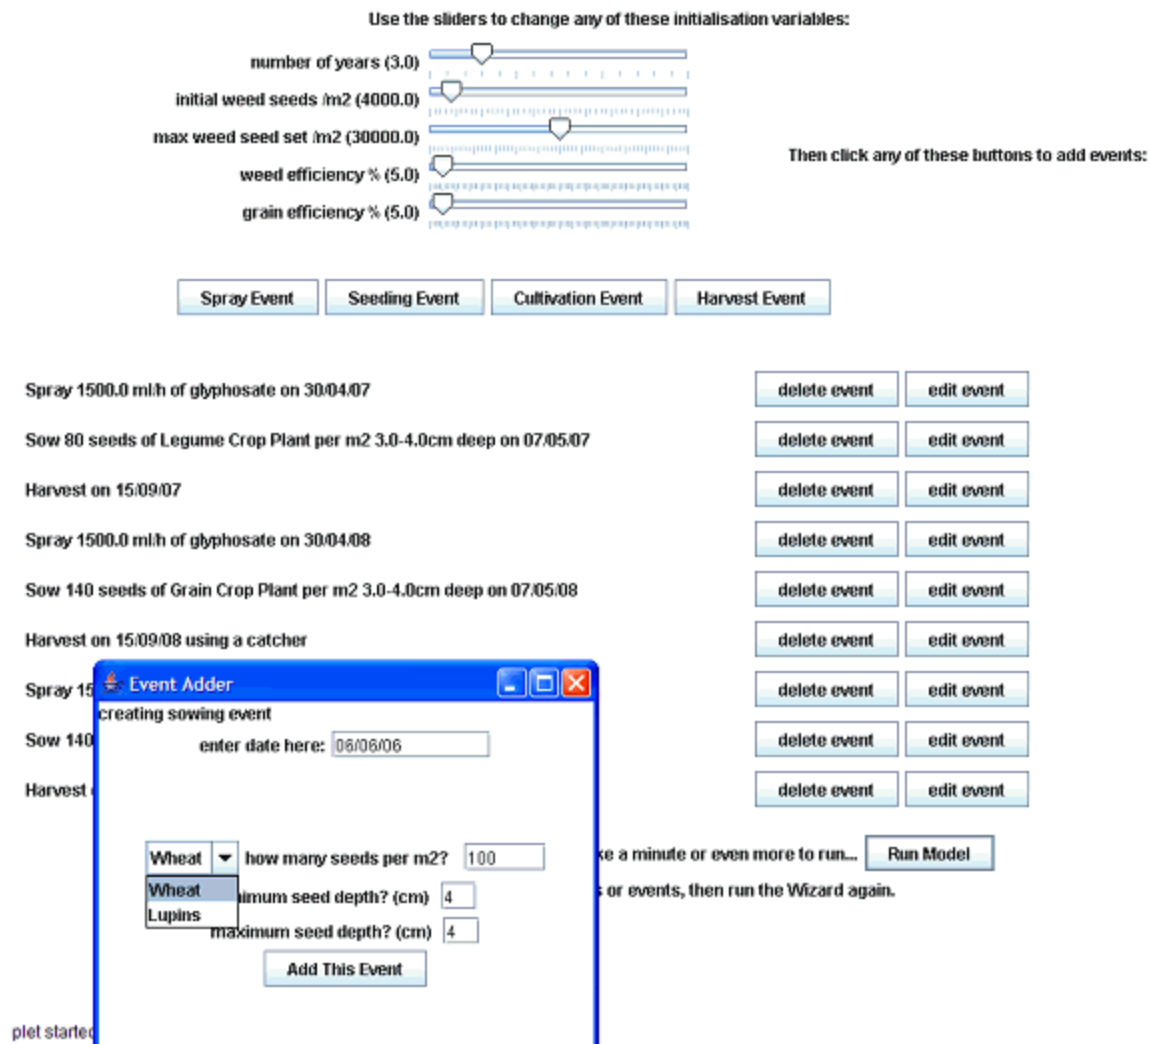 Use the sliders to change any of these initialisation variables:
number of years (3.0)
initial weed seeds /m2 (4000.0)
max weed seed set /m2 (30000.0)
Then click any of these buttons to add events:
weed efficiency % (5.0)
grain efficiency % (5.0)
Spray Event Seeding Event Cultivation Event Harvest Event
Spray 1500.0 ml/h of glyphosate on 30/04/07 delete event edit event
Sow 80 seeds of Legume Crop Plant per m2 3.0-4.0cm deep on 07/05/07 delete event edit event
Harvest on 15/09/07 delete event edit event
Spray 1500.0 ml/h of glyphosate on 30/04/08 delete event edit event
Sow 140 seeds of Grain Crop Plant per m2 3.0-4.0cm deep on 07/05/08 delete event edit event
Harvest on 15/09/08 using a catcher delete event edit event
Spray 15 delete event edit event
Event Adder
creating sowing event
Sow 140 delete event edit event
enter date here: 06/06/06
Harvest delete event edit event
Wheat how many seeds per m2? 100
ke a minute or even more to run... Run Model
Wheat
imum seed depth? (cm) 4
s or events, then run the Wizard again.
Lupins
maximum seed depth? (cm) 4
Add This Event
plet started